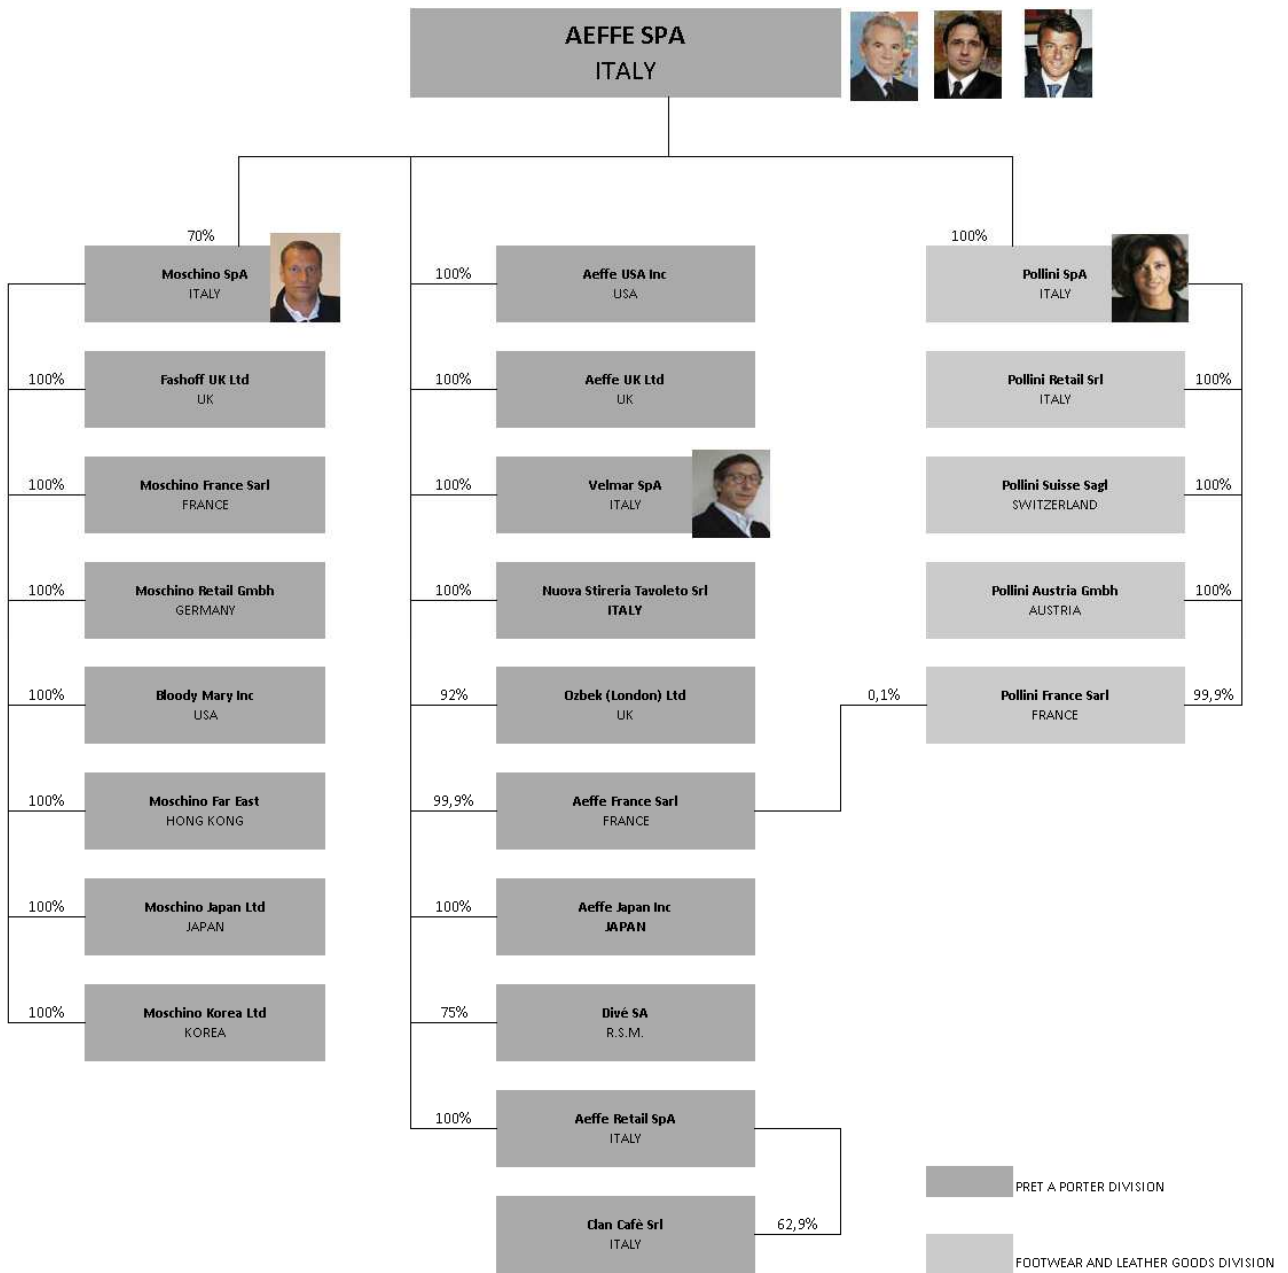 AEFFE SPA
ITALY
70%
Moschino SpA
ITALY
100%
Fashoff UK Ltd
UK
100%
Moschino France Sarl
FRANCE
100%
Moschino Retail Gmbh
GERMANY
100%
Bloody Mary Inc
USA
100%
Moschino Far East
HONG KONG
100%
Moschino Japan Ltd
JAPAN
100%
Moschino Korea Ltd
KOREA
100%
Aeffe USA Inc
USA
100%
Aeffe UK Ltd
UK
100%
Velmar SpA
ITALY
100%
Nuova Stireria Tavoleto Srl
ITALY
92%
Ozbek (London) Ltd
UK
99,9%
Aeffe France Sarl
FRANCE
100%
Aeffe Japan Inc
JAPAN
75%
Divé SA
R.S.M.
100%
Aeffe Retail SpA
ITALY
Clan Cafè Srl
ITALY
62,9%
100%
Pollini SpA
ITALY
Pollini Retail Srl
ITALY
100%
Pollini Suisse Sagl
SWITZERLAND
100%
Pollini Austria Gmbh
AUSTRIA
100%
0,1%
Pollini France Sarl
FRANCE
99,9%
PRET A PORTER DIVISION
FOOTWEAR AND LEATHER GOODS DIVISION